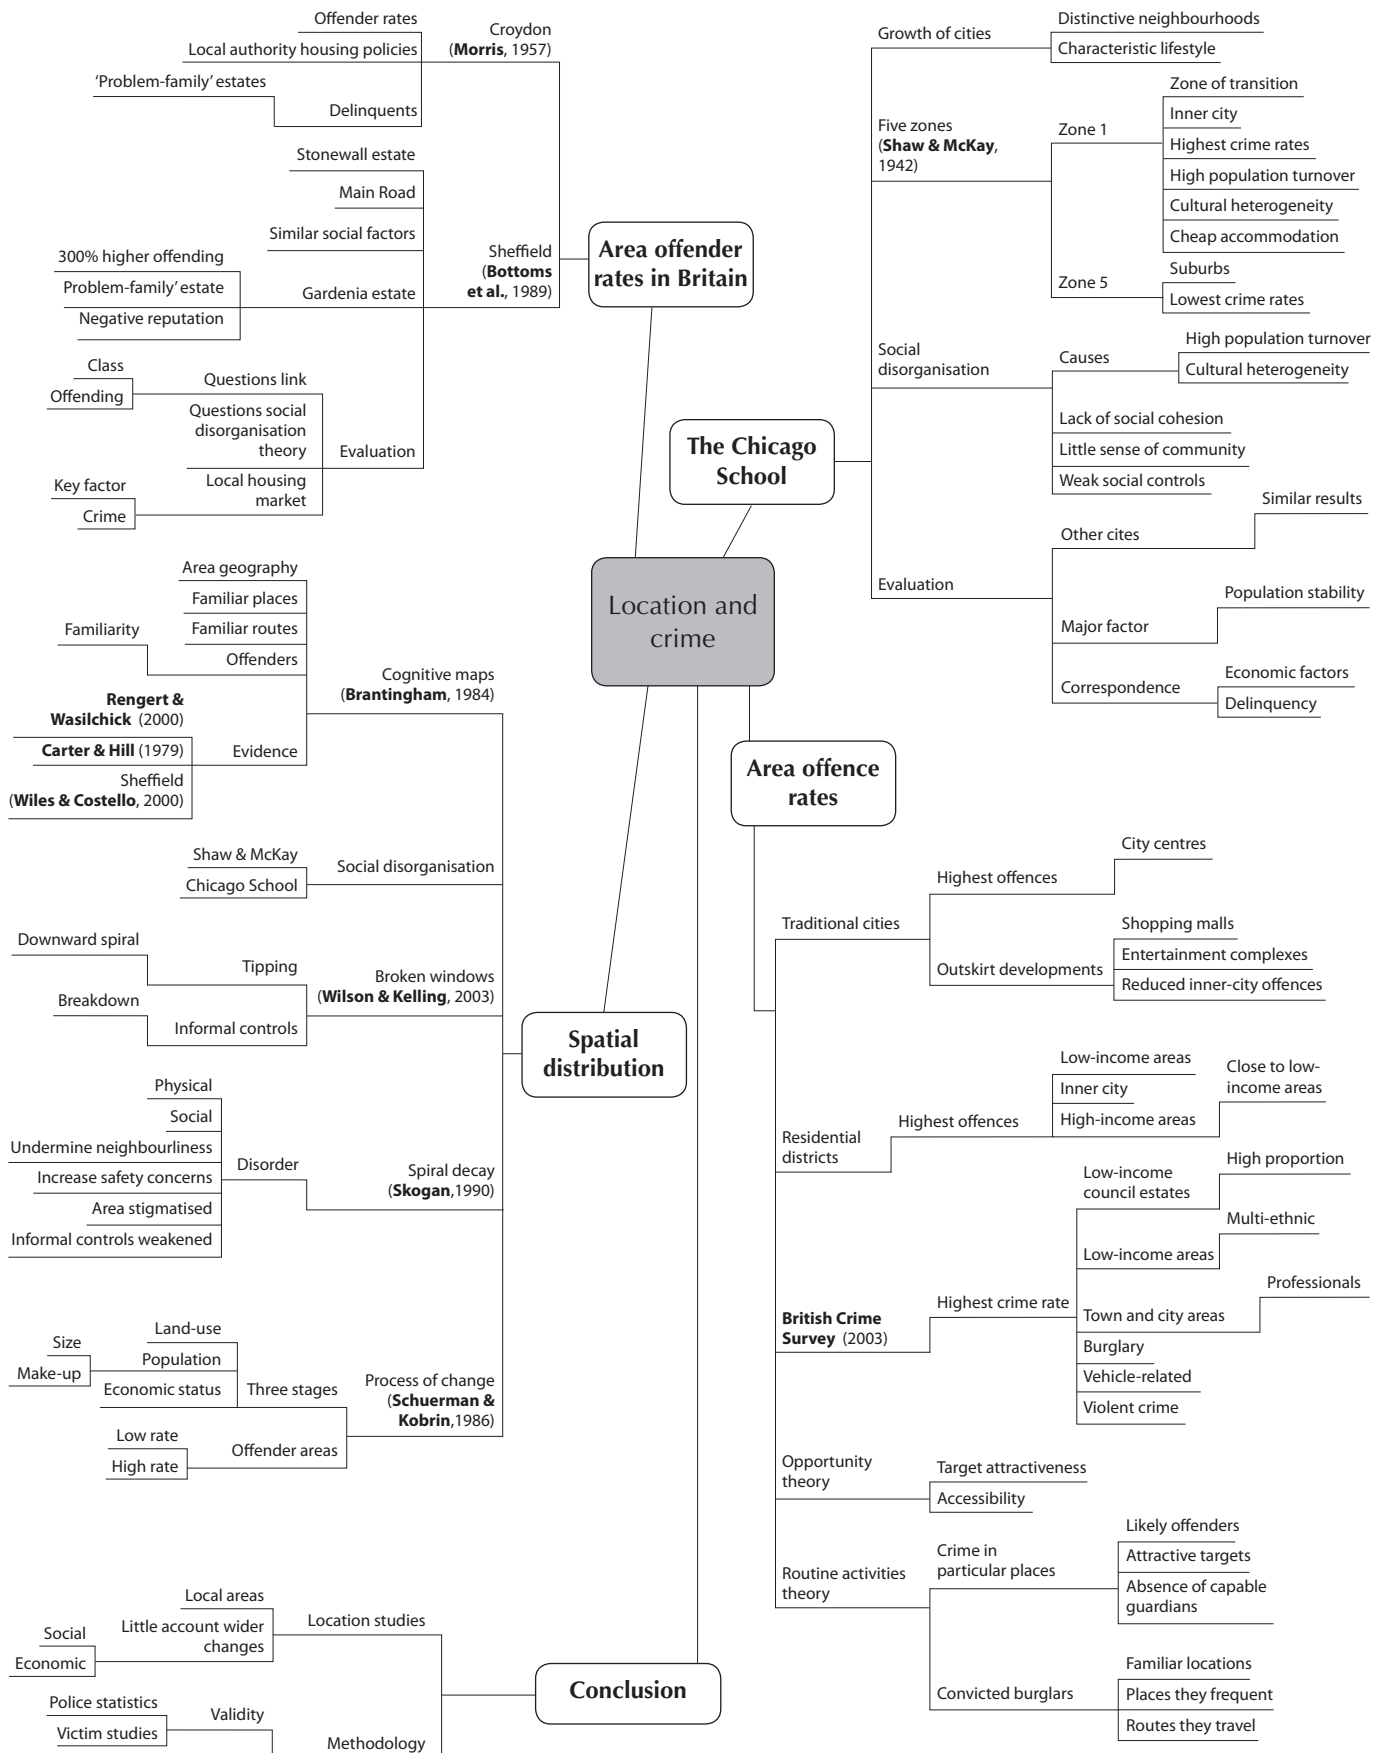 Location and
crime
Area offender
rates in Britain
Croydon
(Morris, 1957)
Offender rates
Local authority housing policies
Delinquents
‘Problem-family’ estates
Sheffield
(Bottoms
et al., 1989)
Stonewall estate
Main Road
Similar social factors
Gardenia estate
300% higher offending
Problem-family’ estate
Negative reputation
Evaluation
Questions link
Class
Offending
Questions social
disorganisation
theory
Local housing
market
Key factor
Crime
The Chicago
School
Growth of cities
Distinctive neighbourhoods
Characteristic lifestyle
Five zones
(Shaw & McKay,
1942)
Zone 1
Zone of transition
Inner city
Highest crime rates
High population turnover
Cultural heterogeneity
Cheap accommodation
Zone 5
Suburbs
Lowest crime rates
Social
disorganisation
Causes
High population turnover
Cultural heterogeneity
Lack of social cohesion
Little sense of community
Weak social controls
Evaluation
Other cites
Similar results
Major factor
Population stability
Correspondence
Economic factors
Delinquency
Spatial
distribution
Cognitive maps
(Brantingham, 1984)
Area geography
Familiar places
Familiar routes
Offenders
Familiarity
Evidence
Rengert &
Wasilchick (2000)
Carter & Hill (1979)
Sheffield
(Wiles & Costello, 2000)
Social disorganisation
Shaw & McKay
Chicago School
Broken windows
(Wilson & Kelling, 2003)
Tipping
Downward spiral
Informal controls
Breakdown
Spiral decay
(Skogan,1990)
Disorder
Physical
Social
Undermine neighbourliness
Increase safety concerns
Area stigmatised
Informal controls weakened
Process of change
(Schuerman &
Kobrin,1986)
Three stages
Land-use
Population
Size
Make-up
Economic status
Offender areas
Low rate
High rate
Area offence
rates
Traditional cities
Highest offences
City centres
Outskirt developments
Shopping malls
Entertainment complexes
Reduced inner-city offences
Residential
districts
Highest offences
Low-income areas
Inner city
High-income areas
Close to low-
income areas
British Crime
Survey (2003)
Highest crime rate
Low-income
council estates
High proportion
Low-income areas
Multi-ethnic
Town and city areas
Professionals
Burglary
Vehicle-related
Violent crime
Opportunity
theory
Target attractiveness
Accessibility
Routine activities
theory
Crime in
particular places
Likely offenders
Attractive targets
Absence of capable
guardians
Convicted burglars
Familiar locations
Places they frequent
Routes they travel
Conclusion
Location studies
Local areas
Little account wider
changes
Social
Economic
Methodology
Validity
Police statistics
Victim studies